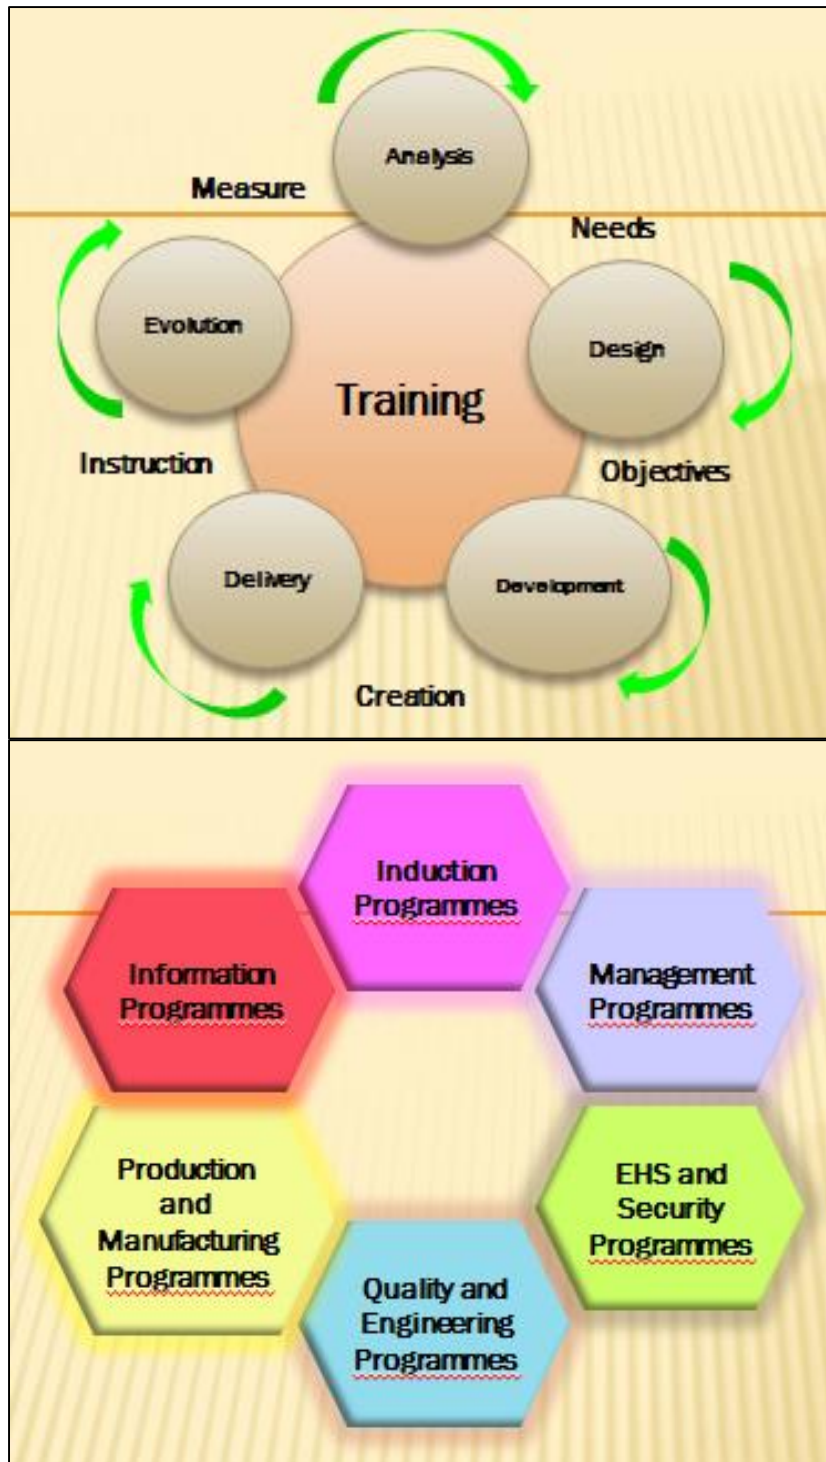 Analysis
Measure
Needs
Evolution
Design
Training
Instruction
Objectives
Delivery
Development
Creation
Induction
Programmes
Information
Programmes
Management
Programmes
Production
and
Manufacturing
Programmes
EHS and
Security
Programmes
Quality and
Engineering
Programmes